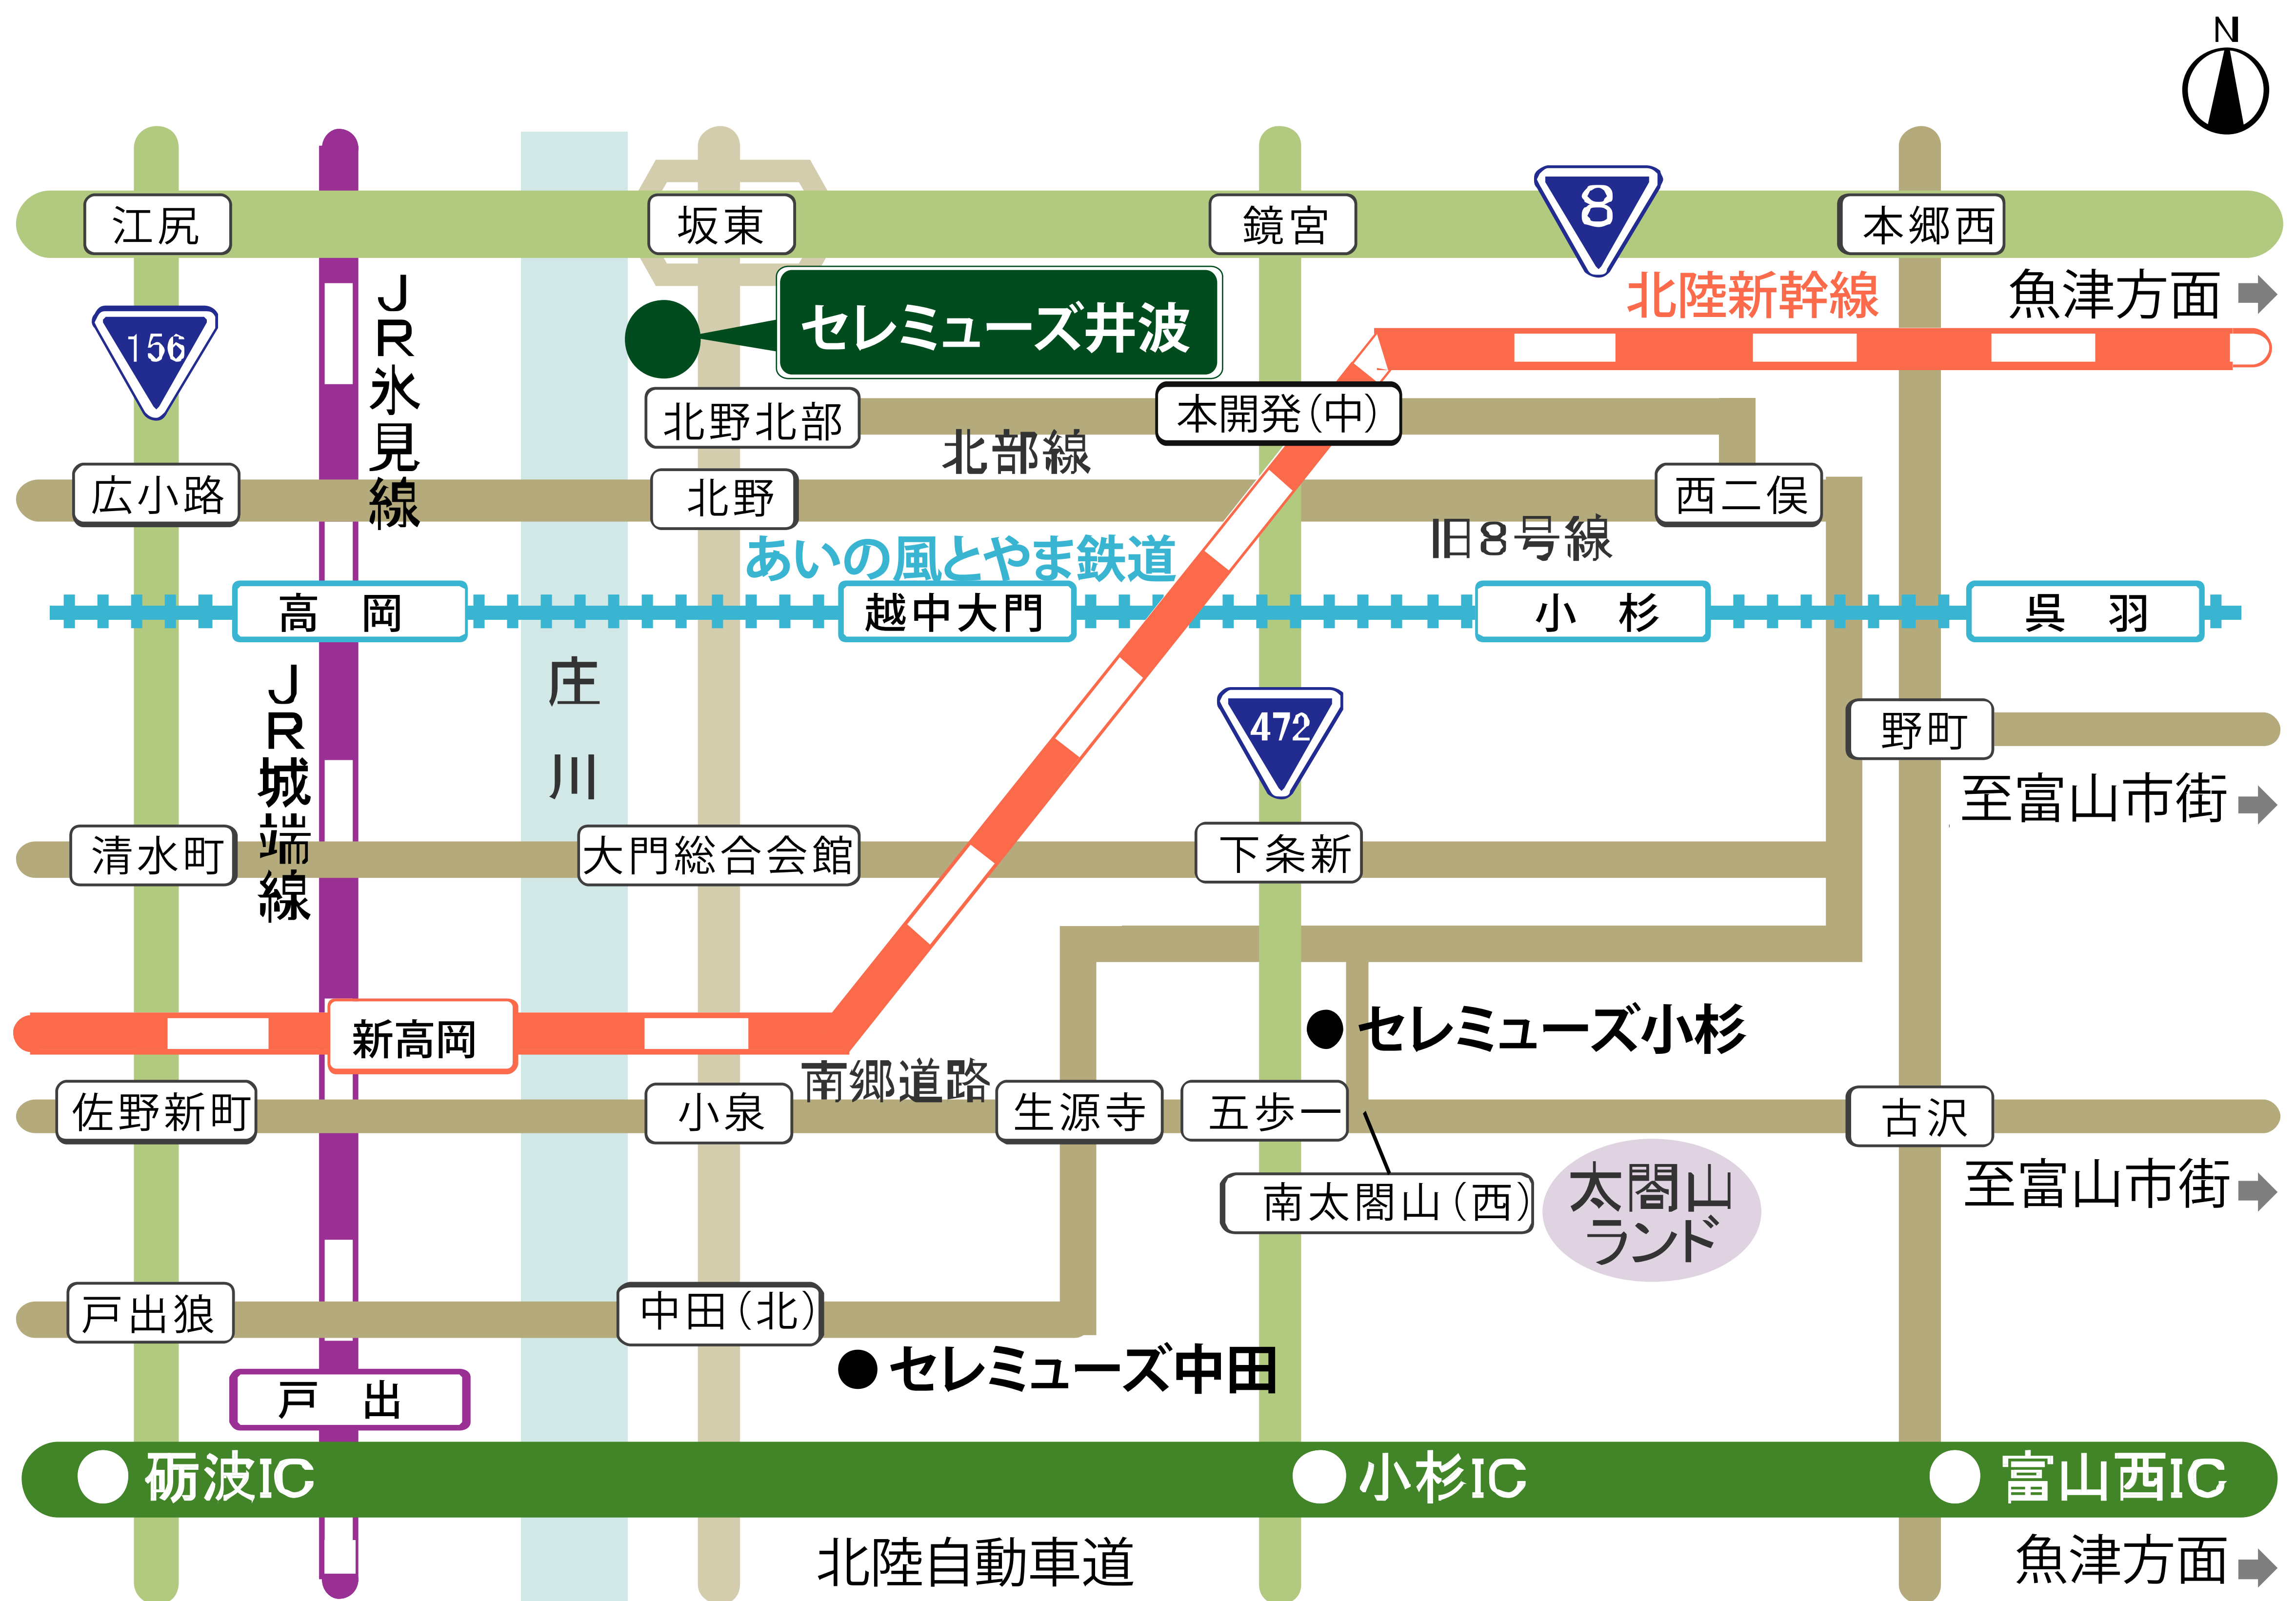 N
江尻
坂東
鏡宮
8
本郷西
魚津方面
北陸新幹線
JR氷見線
セレミューズ井波
156
北野北部
本開発(中)
北部線
広小路
北野
西二俣
旧8号線
あいの風とやま鉄道
高 岡
越中大門
小 杉
呉 羽
JR城端線
庄川
472
野町
至富山市街
清水町
大門総合会館
下条新
新高岡
セレミューズ小杉
南郷道路
佐野新町
小泉
生源寺
五歩一
古沢
至富山市街
南太閤山(西)
太閤山
ランド
戸出狼
中田(北)
セレミューズ中田
戸 出
砺波IC
小杉IC
富山西IC
北陸自動車道
魚津方面